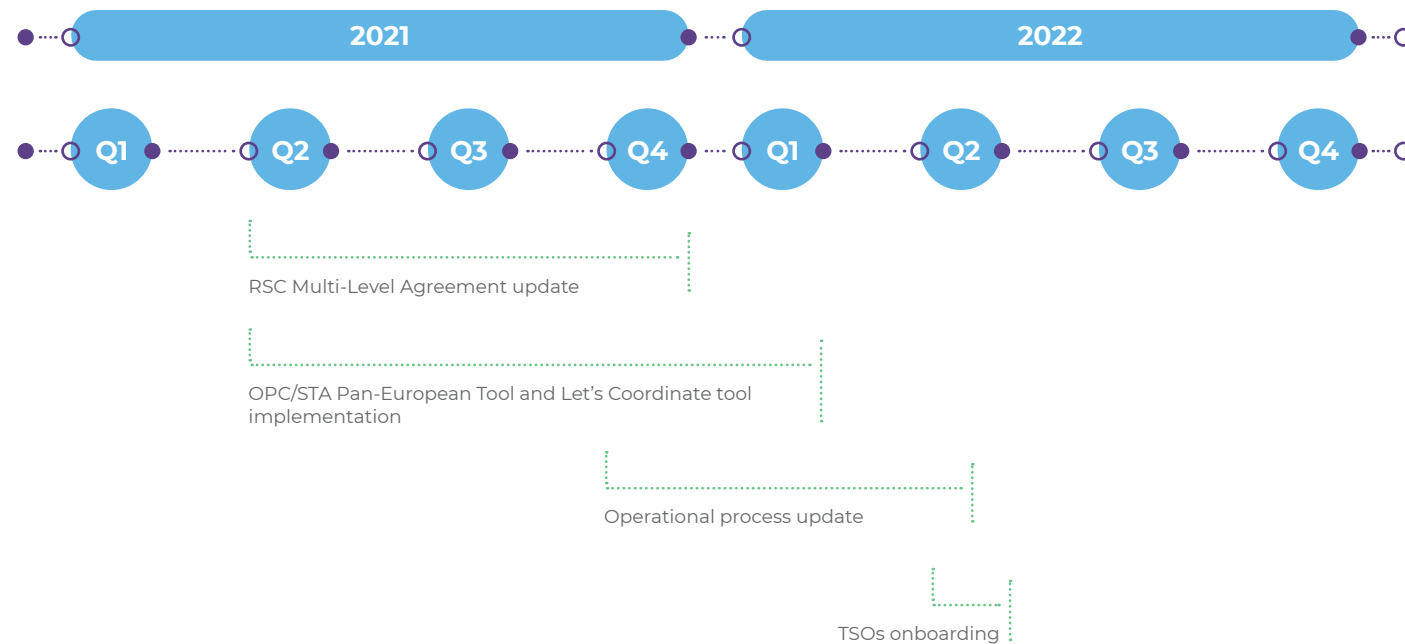 2021 2022
Q1 Q2 Q3 Q4 Q1 Q2 Q3 Q4
RSC Multi-Level Agreement update
OPC/STA Pan-European Tool and Let’s Coordinate tool
implementation
Operational process update
TSOs onboarding